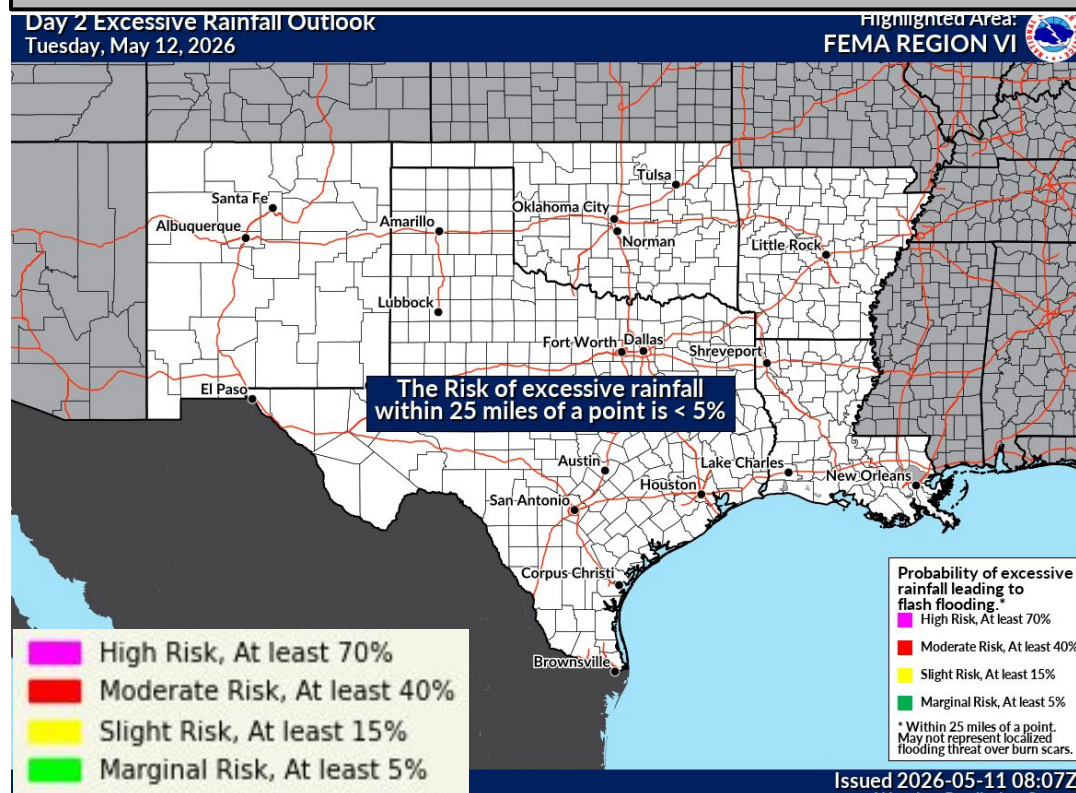 Day 2 Excessive Rainfall Outlook
Tuesday, May 12, 2026
Highlighted Area:
FEMA REGION VI
Santa Fe
Albuquerque
Amarillo
Lubbock
Tulsa
Oklahoma City
Norman
Little Rock
Fort Worth
Dallas
Shreveport
El Paso
The Risk of excessive rainfall
within 25 miles of a point is < 5%
Austin
San Antonio
Houston
Lake Charles
New Orleans
Corpus Christi
Brownsville
Probability of excessive
rainfall leading to
flash flooding.*
High Risk, At least 70%
Moderate Risk, At least 40%
Slight Risk, At least 15%
Marginal Risk, At least 5%
* Within 25 miles of a point.
May not represent localized
flooding threat over burn scars.
High Risk, At least 70%
Moderate Risk, At least 40%
Slight Risk, At least 15%
Marginal Risk, At least 5%
Issued 2026-05-11 08:07Z